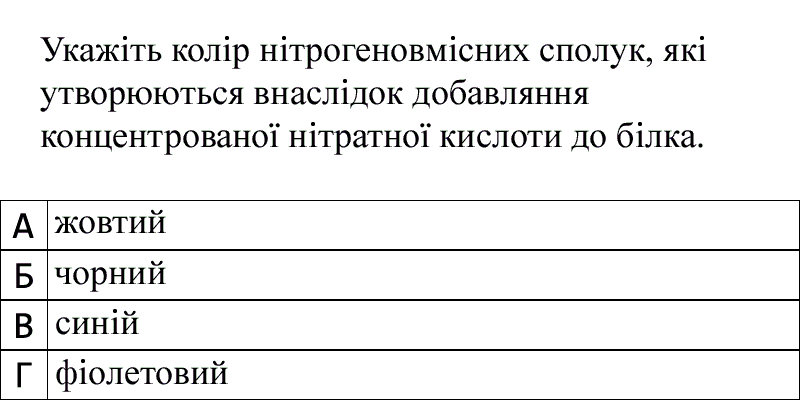 Укажіть колір нітрогеновмісних сполук, які
утворюються внаслідок добавляння
концентрованої нітратної кислоти до білка.
А жовтий
Б чорний
В синій
Г фіолетовий